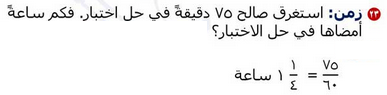 ٢٣ زمن: استغرق صالح ٧٥ دقيقةً في حل اختبار. فكم ساعةً
أمضاها في حل الاختبار؟
٧٥/٦٠ = ١ ١/٤ ساعة